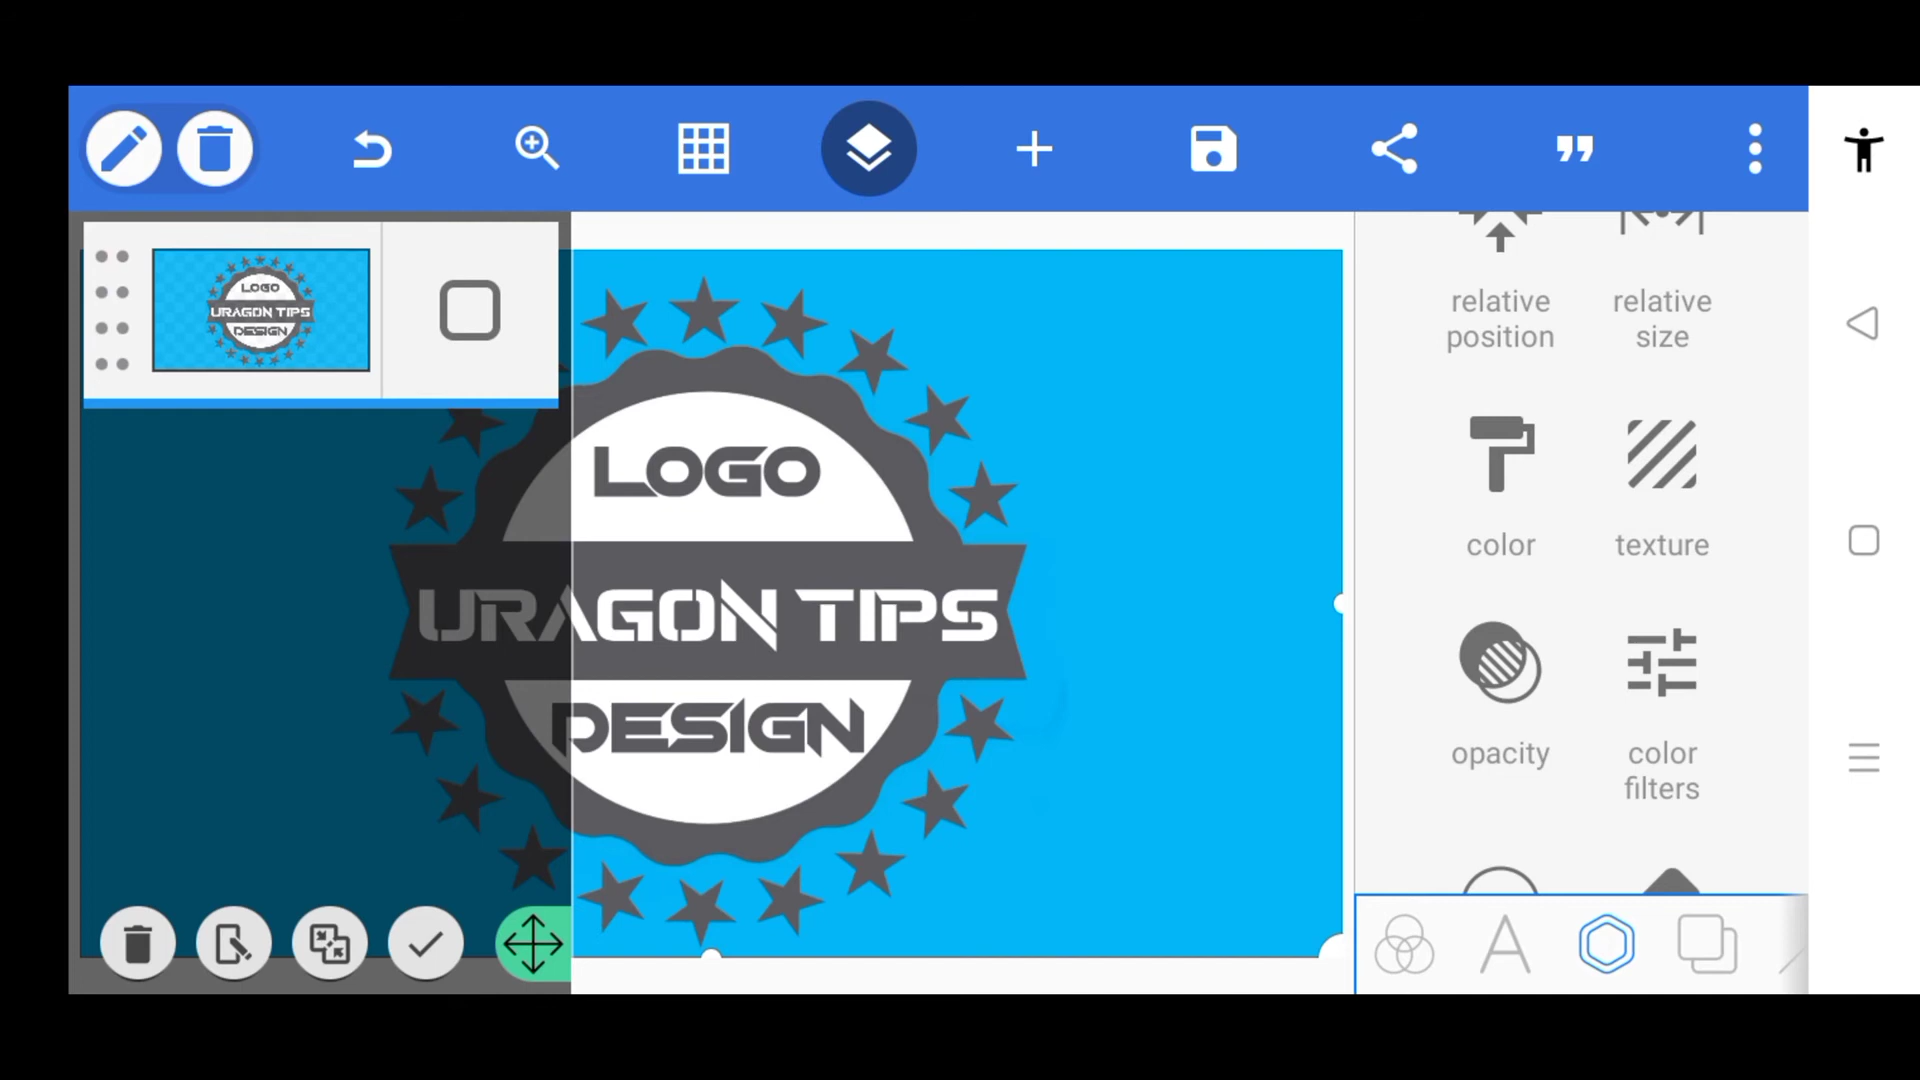 LOGO
URAGON TIPS
DESIGN
LOGO
URAGON TIPS
DESIGN
relative position
relative size
color
texture
opacity
color filters